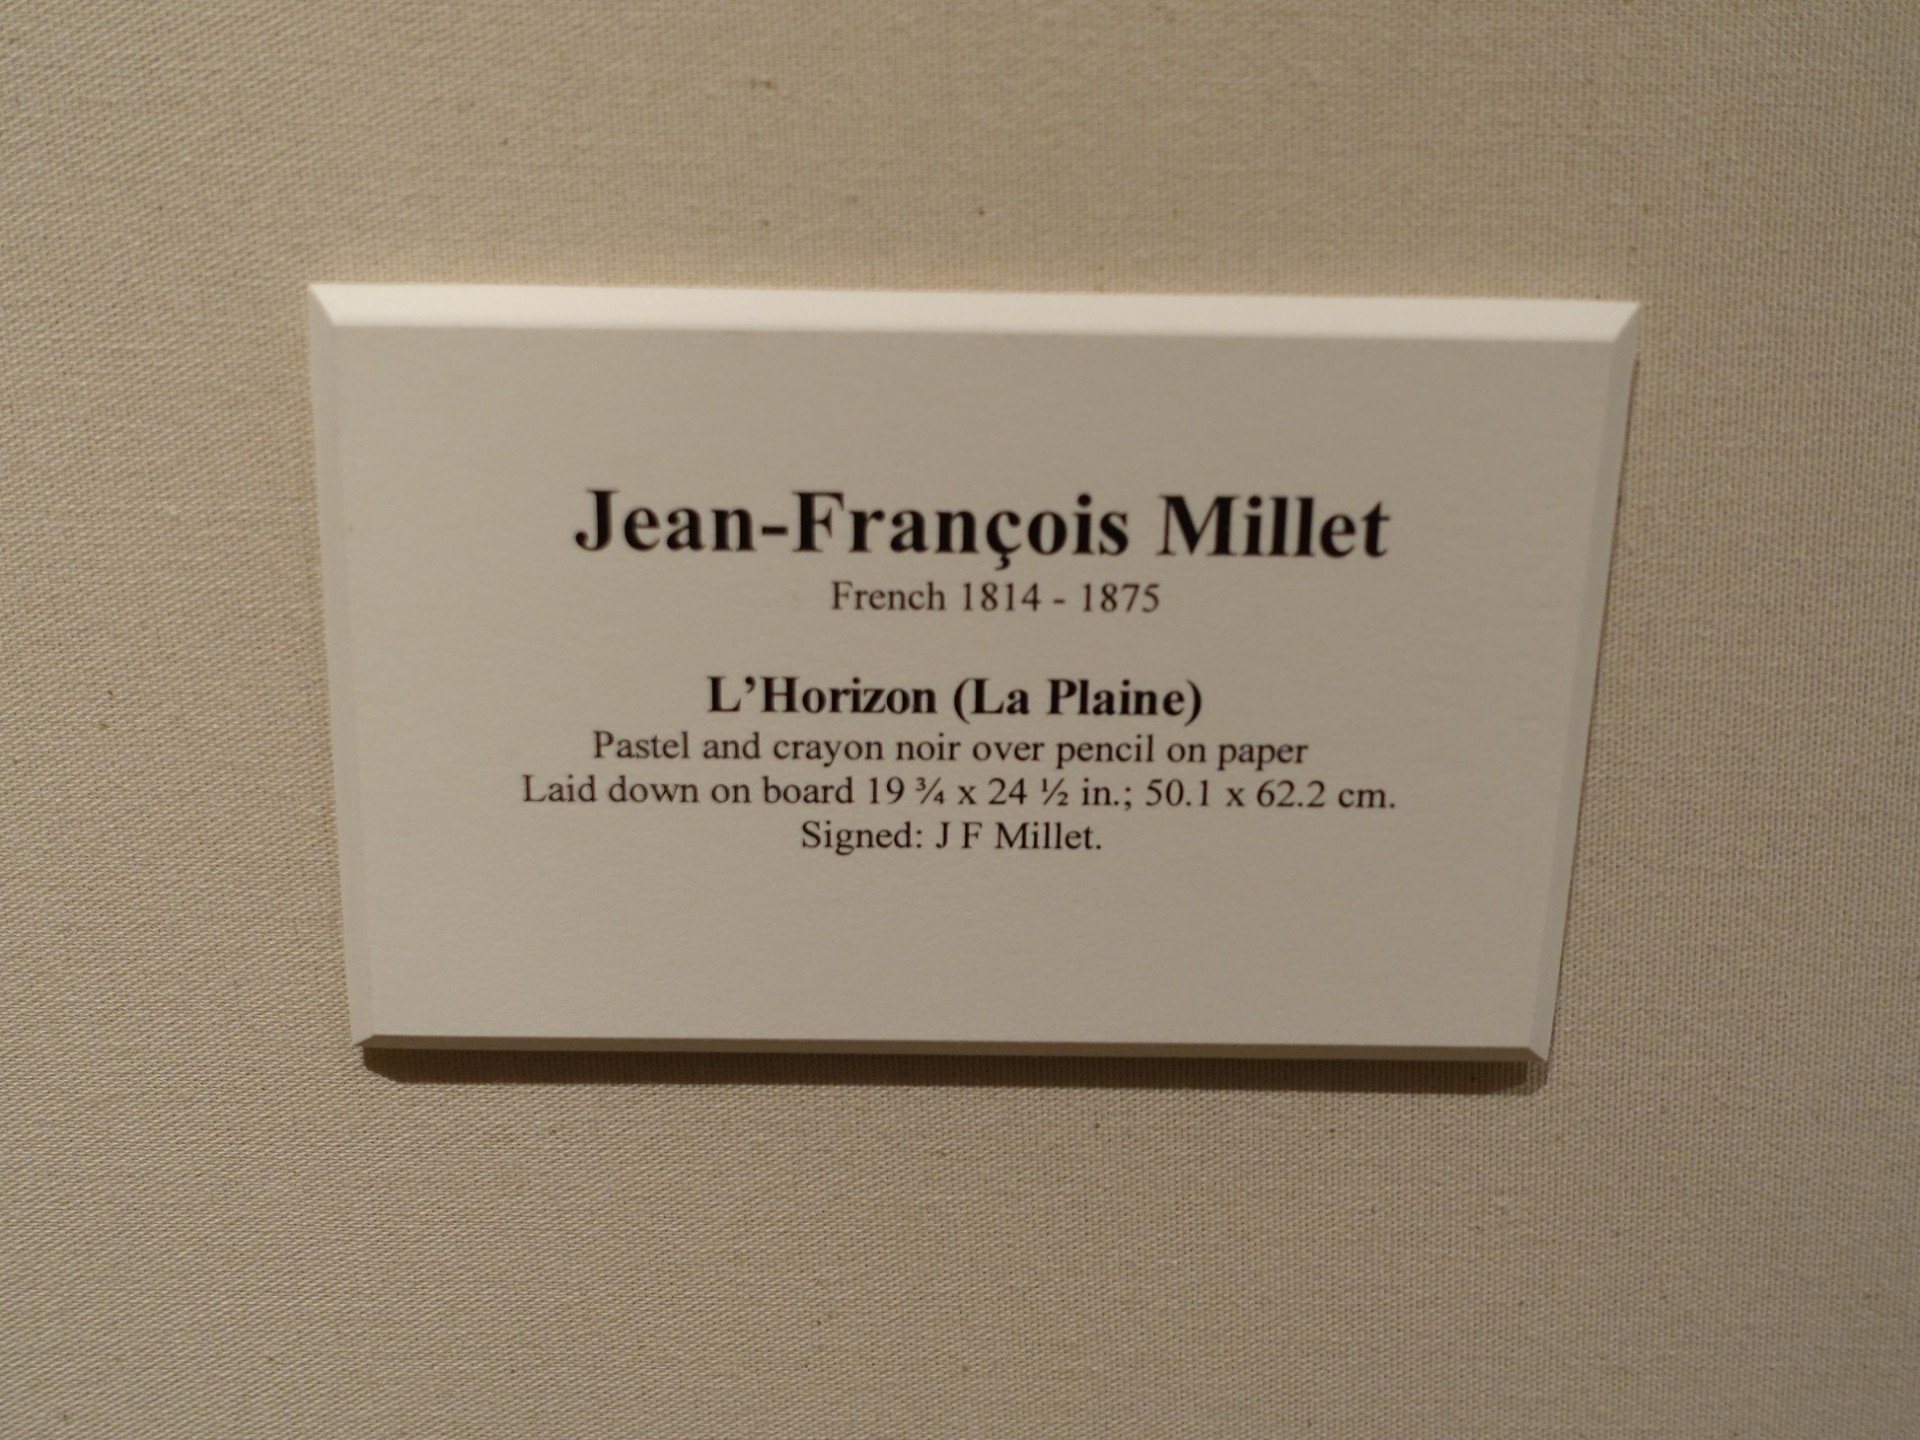 Jean-François Millet
French 1814 - 1875
L’Horizon (La Plaine)
Pastel and crayon noir over pencil on paper
Laid down on board 19 ¾ x 24 ½ in.; 50.1 x 62.2 cm.
Signed: J F Millet.